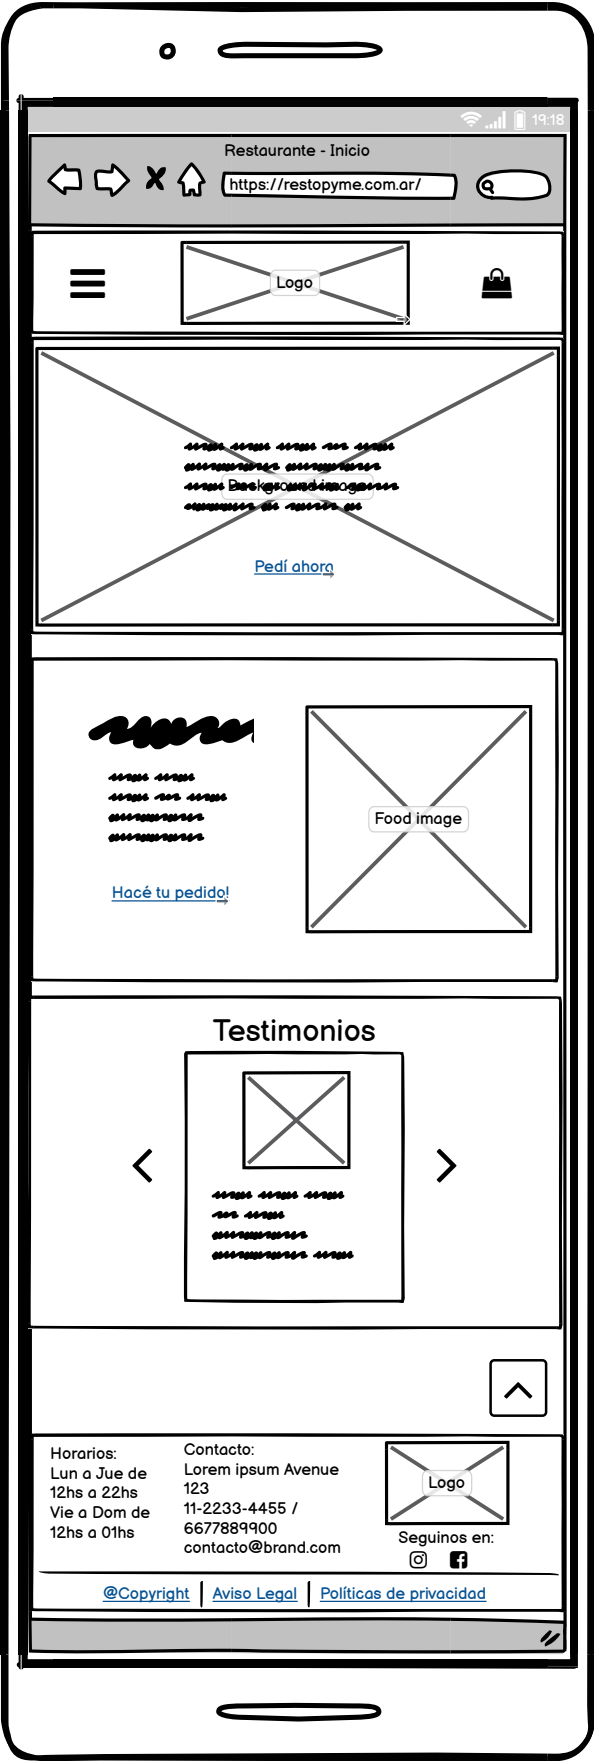 19:18
Restaurante - Inicio
https://restopyme.com.ar/
Logo
Background image
Pedí ahora
Food image
Hacé tu pedido!
Testimonios
Horarios:
Lun a Jue de
12hs a 22hs
Vie a Dom de
12hs a 01hs
Contacto:
Lorem ipsum Avenue
123
11-2233-4455 /
6677889900
contacto@brand.com
Logo
Seguinos en:
@Copyright | Aviso Legal | Políticas de privacidad